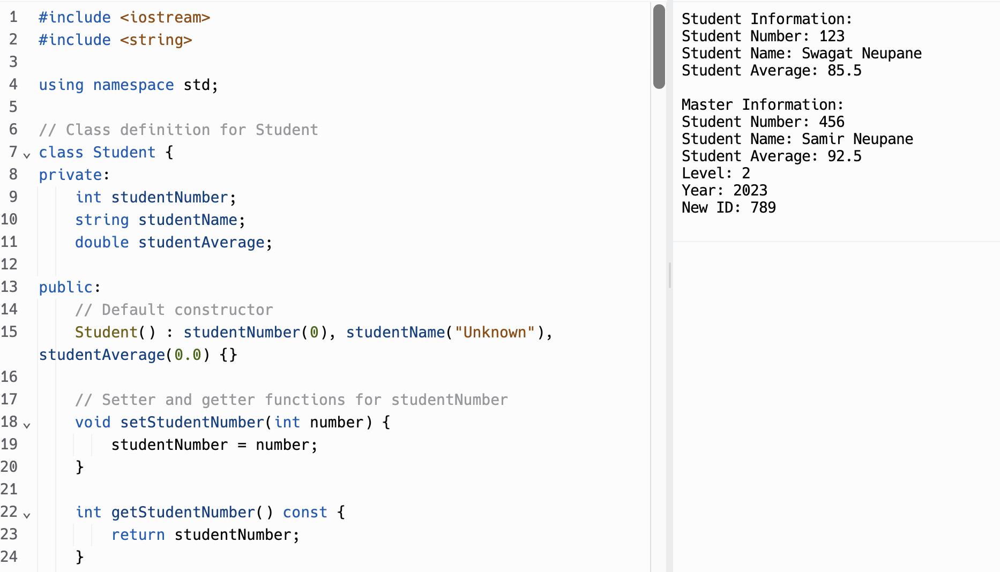 1 #include <iostream>
2 #include <string>
3
4 using namespace std;
5
6 // Class definition for Student
7 class Student {
8 private:
9     int studentNumber;
10     string studentName;
11     double studentAverage;
12
13 public:
14     // Default constructor
15     Student() : studentNumber(0), studentName("Unknown"),
studentAverage(0.0) {}
16
17     // Setter and getter functions for studentNumber
18     void setStudentNumber(int number) {
19         studentNumber = number;
20     }
21
22     int getStudentNumber() const {
23         return studentNumber;
24     }
Student Information:
Student Number: 123
Student Name: Swagat Neupane
Student Average: 85.5
Master Information:
Student Number: 456
Student Name: Samir Neupane
Student Average: 92.5
Level: 2
Year: 2023
New ID: 789